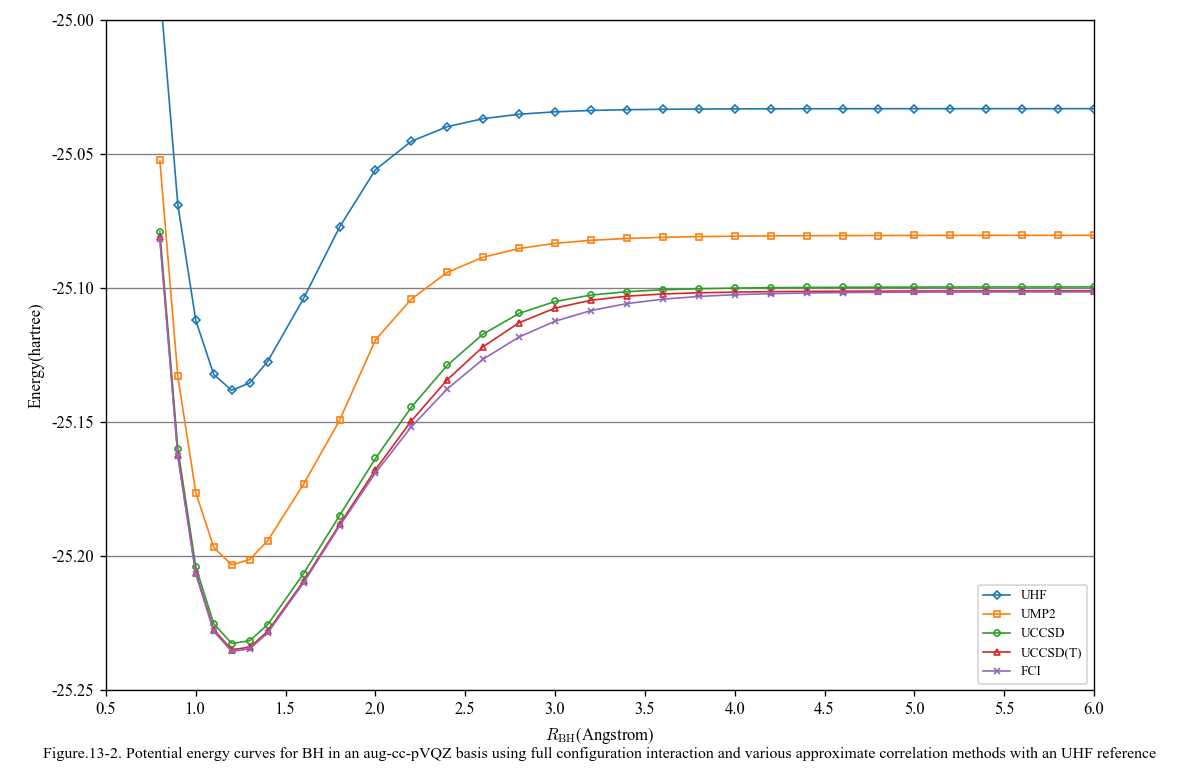 -25.00
-25.05
-25.10
-25.15
-25.20
-25.25
Energy(hartree)
0.5 1.0 1.5 2.0 2.5 3.0 3.5 4.0 4.5 5.0 5.5 6.0
R_BH(Angstrom)
UHF
UMP2
UCCSD
UCCSD(T)
FCI
Figure.13-2. Potential energy curves for BH in an aug-cc-pVQZ basis using full configuration interaction and various approximate correlation methods with an UHF reference